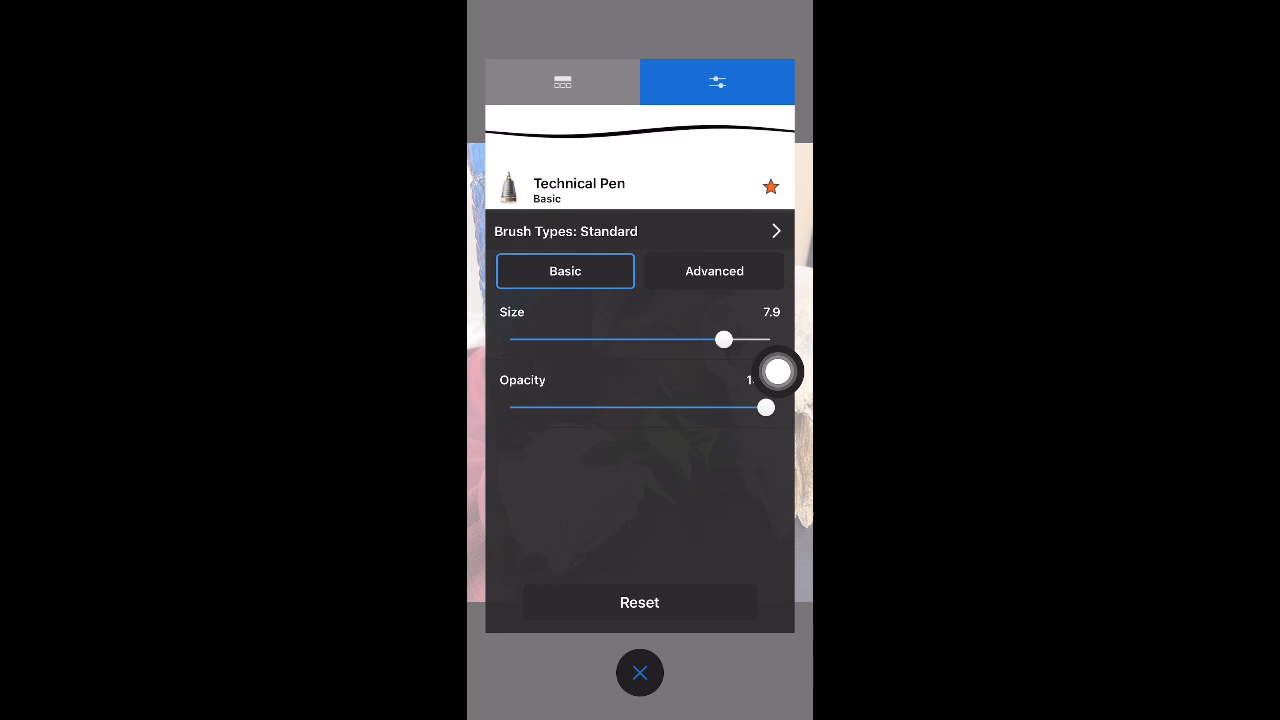 Technical Pen
Basic
Brush Types: Standard
Basic Advanced
Size 7.9
Opacity
Reset